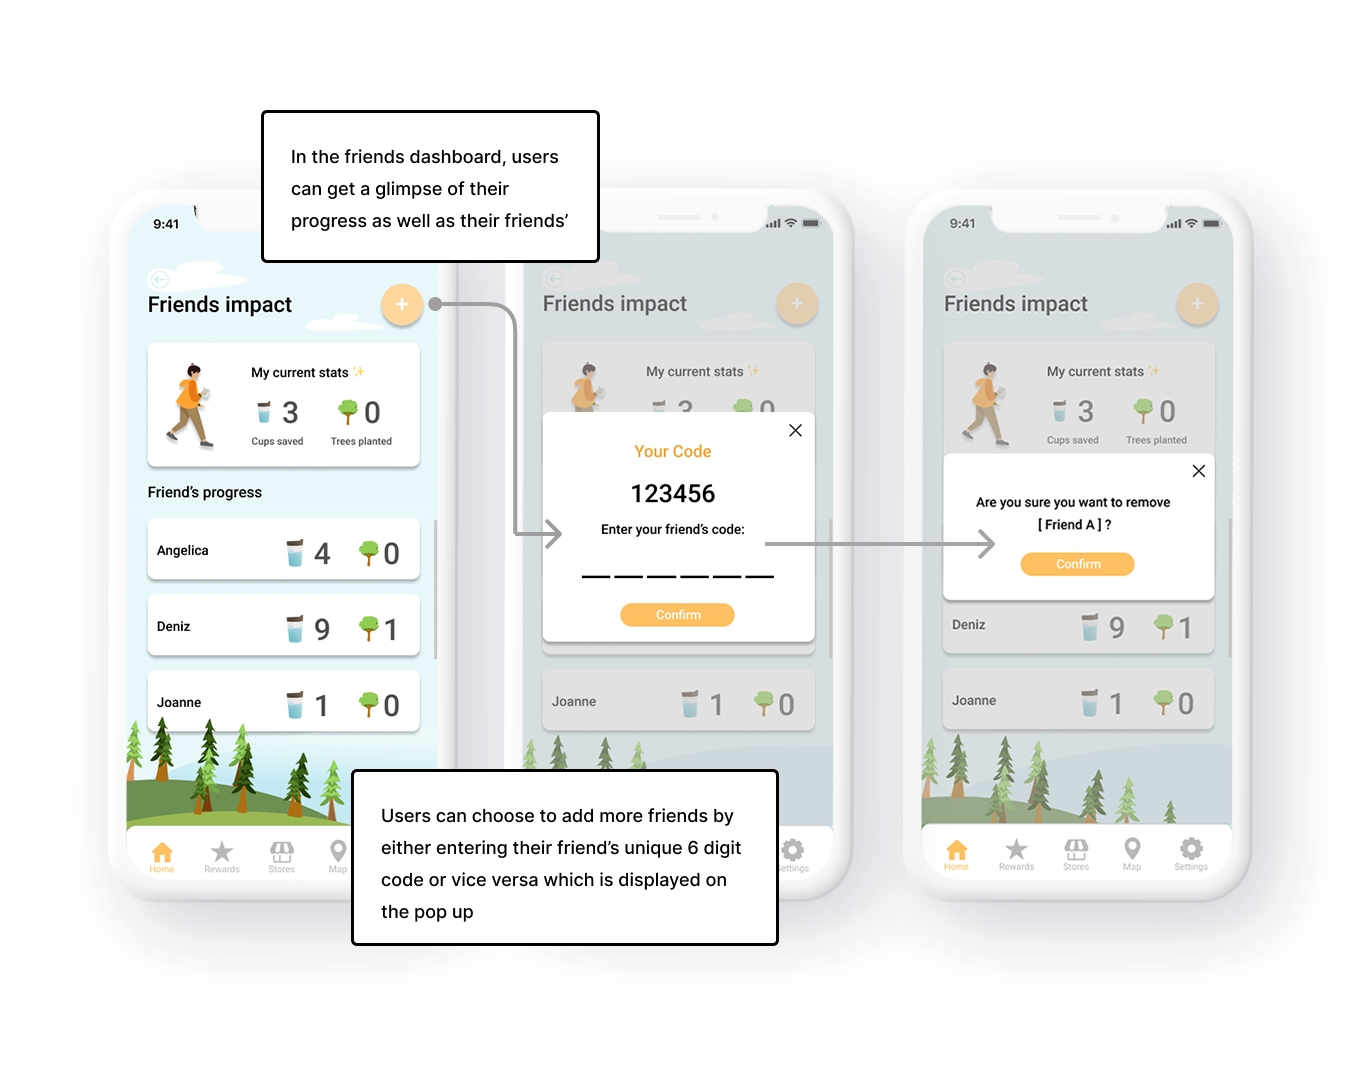 In the friends dashboard, users
can get a glimpse of their
progress as well as their friends’
9:41
Friends impact
+
My current stats
3
0
Cups saved
Trees planted
Friend’s progress
Angelica
4
0
Deniz
9
1
Joanne
1
0
Home
Rewards
Stores
Map
Friends impact
+
My current stats
3
0
Your Code
123456
Enter your friend’s code:
Confirm
Joanne
1
0
Settings
Users can choose to add more friends by
either entering their friend’s unique 6 digit
code or vice versa which is displayed on
the pop up
9:41
Friends impact
+
My current stats
3
0
Cups saved
Trees planted
Are you sure you want to remove
[ Friend A ] ?
Confirm
Deniz
9
1
Joanne
1
0
Home
Rewards
Stores
Map
Settings